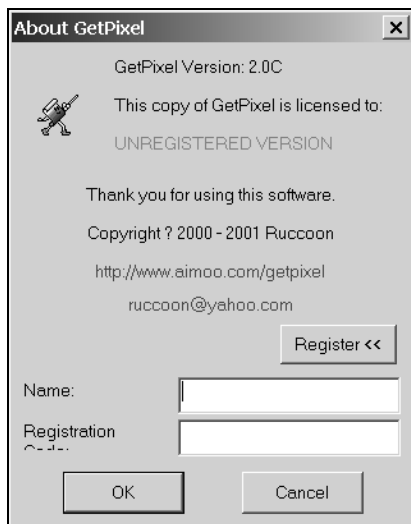 About GetPixel
GetPixel Version: 2.0C
This copy of GetPixel is licensed to:
UNREGISTERED VERSION
Thank you for using this software.
Copyright ? 2000 - 2001 Ruccoon
http://www.aimoo.com/getpixel
ruccoon@yahoo.com
Register <<
Name:
Registration
Code:
OK
Cancel